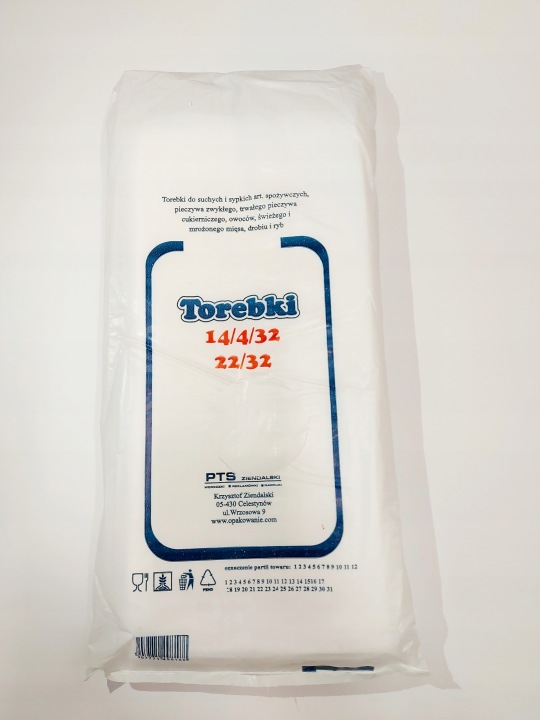 Torebki do suchych i sypkich art. spożywczych,
pieczywa zwykłego, trwałego pieczywa
cukierniczego, owoców, świeżego i
mrożonego mięsa, drobiu i ryb
Torebki
14/4/32
22/32
PTS ZIENDALSKI
Krzysztof Ziendalski
05-430 Celestynów
ul.Wrzosowa 9
www.opakowanie.com
oznaczenie partii towaru: 1 2 3 4 5 6 7 8 9 10 11 12
1 2 3 4 5 6 7 8 9 10 11 12 13 14 1516 17
18 19 20 21 22 23 24 25 26 27 28 29 30 31